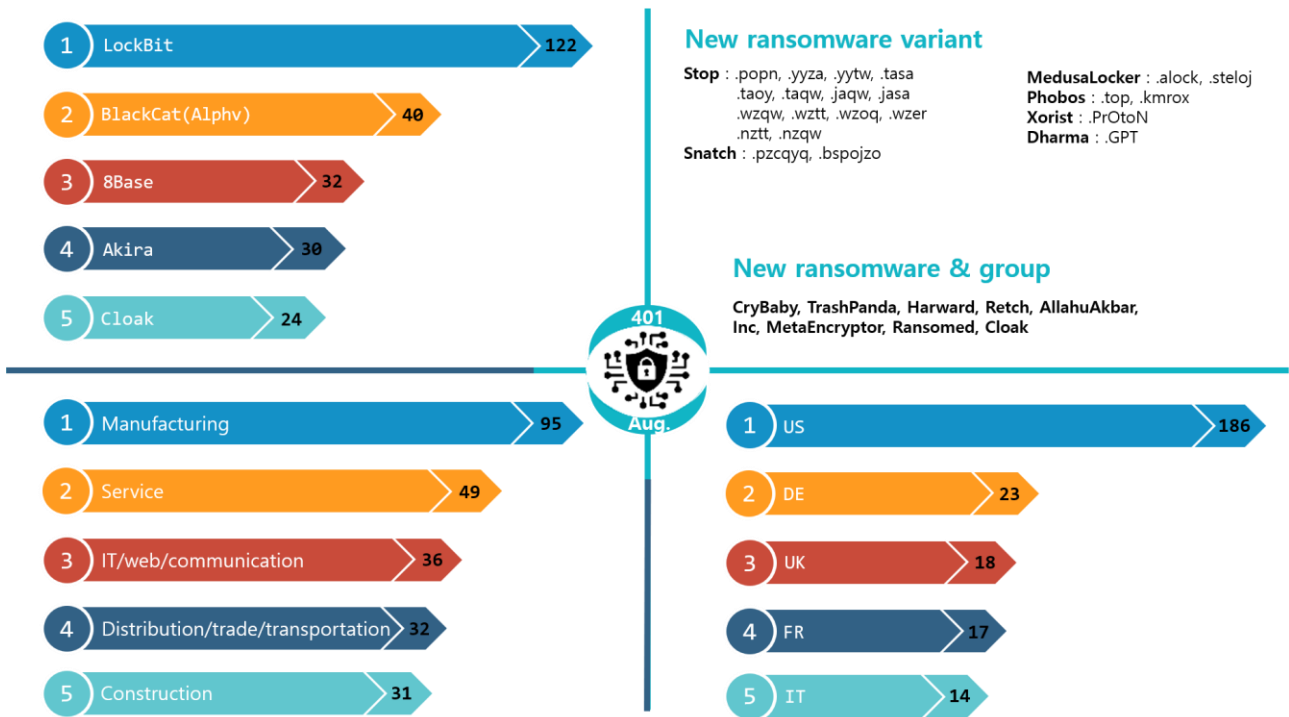 1 LockBit 122
2 BlackCat(Alphv) 40
3 8Base 32
4 Akira 30
5 Cloak 24
New ransomware variant
Stop : .popn, .yyza, .yytw, .tasa
.taoy, .taqw, .jaqw, .jasa
.wzqw, .wztt, .wzoq, .wzer
.nztt, .nzqw
Snatch : .pzcqyq, .bspojzo
MedusaLocker : .alock, .steloj
Phobos : .top, .kmrox
Xorist : .PrOtoN
Dharma : .GPT
New ransomware & group
CryBaby, TrashPanda, Harward, Retch, AllahuAkbar,
Inc, MetaEncryptor, Ransomed, Cloak
401
Aug.
1 Manufacturing 95
2 Service 49
3 IT/web/communication 36
4 Distribution/trade/transportation 32
5 Construction 31
1 US 186
2 DE 23
3 UK 18
4 FR 17
5 IT 14